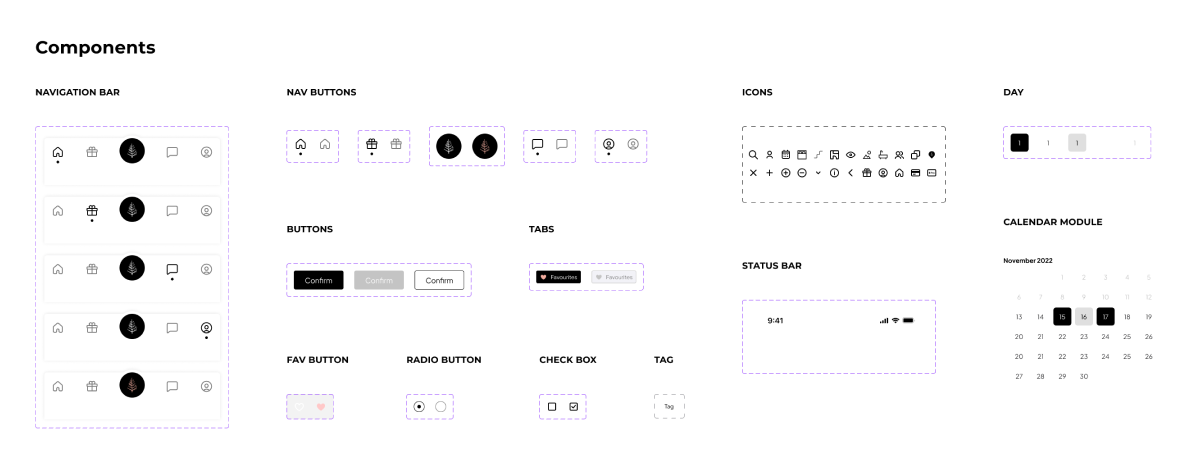 Components
NAVIGATION BAR
NAV BUTTONS
ICONS
DAY
1 1 1 1
BUTTONS
Confirm Confirm Confirm
TABS
Favourites Favourites
STATUS BAR
9:41
CALENDAR MODULE
November 2022
1 2 3 4 5
6 7 8 9 10 11 12
13 14 15 16 17 18 19
20 21 22 23 24 25 26
20 21 22 23 24 25 26
27 28 29 30
FAV BUTTON
RADIO BUTTON
CHECK BOX
TAG
Tag